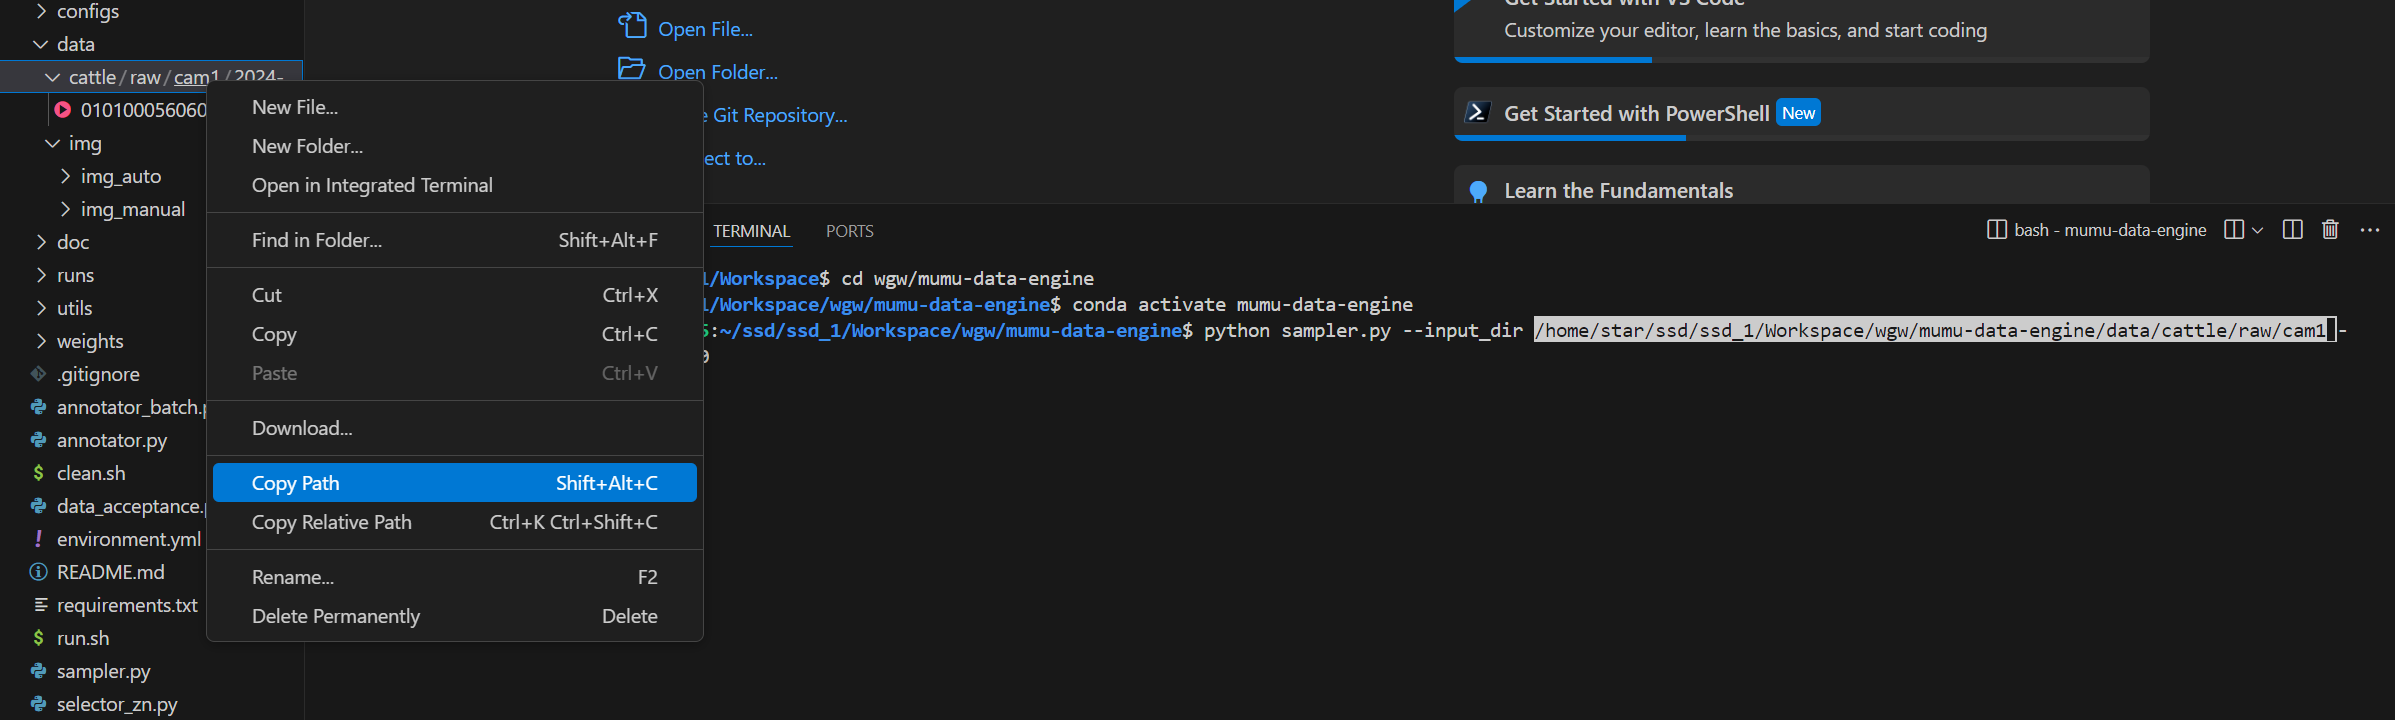 configs
data
cattle/raw/cam1/2024-
010100056060
img
img_auto
img_manual
doc
runs
utils
weights
.gitignore
annotator_batch.
annotator.py
clean.sh
data_acceptance.
environment.yml
README.md
requirements.txt
run.sh
sampler.py
selector_zn.py
New File...
New Folder...
Open in Integrated Terminal
Find in Folder... Shift+Alt+F
Cut Ctrl+X
Copy Ctrl+C
Paste Ctrl+V
Download...
Copy Path Shift+Alt+C
Copy Relative Path Ctrl+K Ctrl+Shift+C
Rename... F2
Delete Permanently Delete
Open File...
Open Folder...
Git Repository...
ect to...
Get Started with VS Code
Customize your editor, learn the basics, and start coding
Get Started with PowerShell New
Learn the Fundamentals
TERMINAL PORTS
bash - mumu-data-engine
1/Workspace$ cd wgw/mumu-data-engine
1/Workspace/wgw/mumu-data-engine$ conda activate mumu-data-engine
5:~/ssd/ssd_1/Workspace/wgw/mumu-data-engine$ python sampler.py --input_dir /home/star/ssd/ssd_1/Workspace/wgw/mumu-data-engine/data/cattle/raw/cam1 -
0